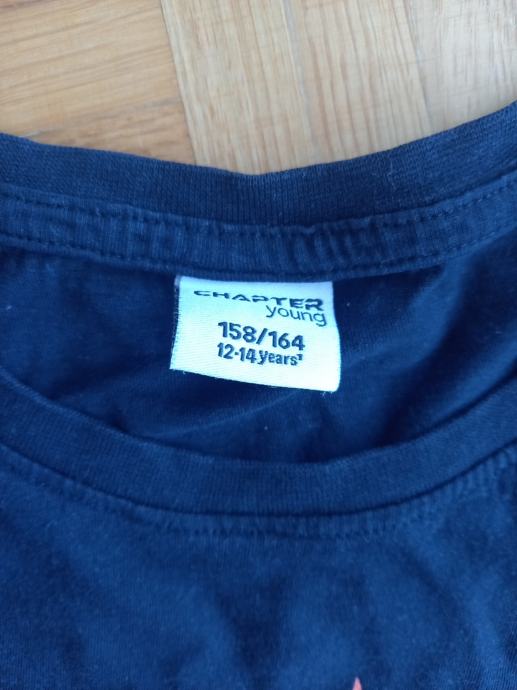 CHAPTER
young
158/164
12-14 years¹